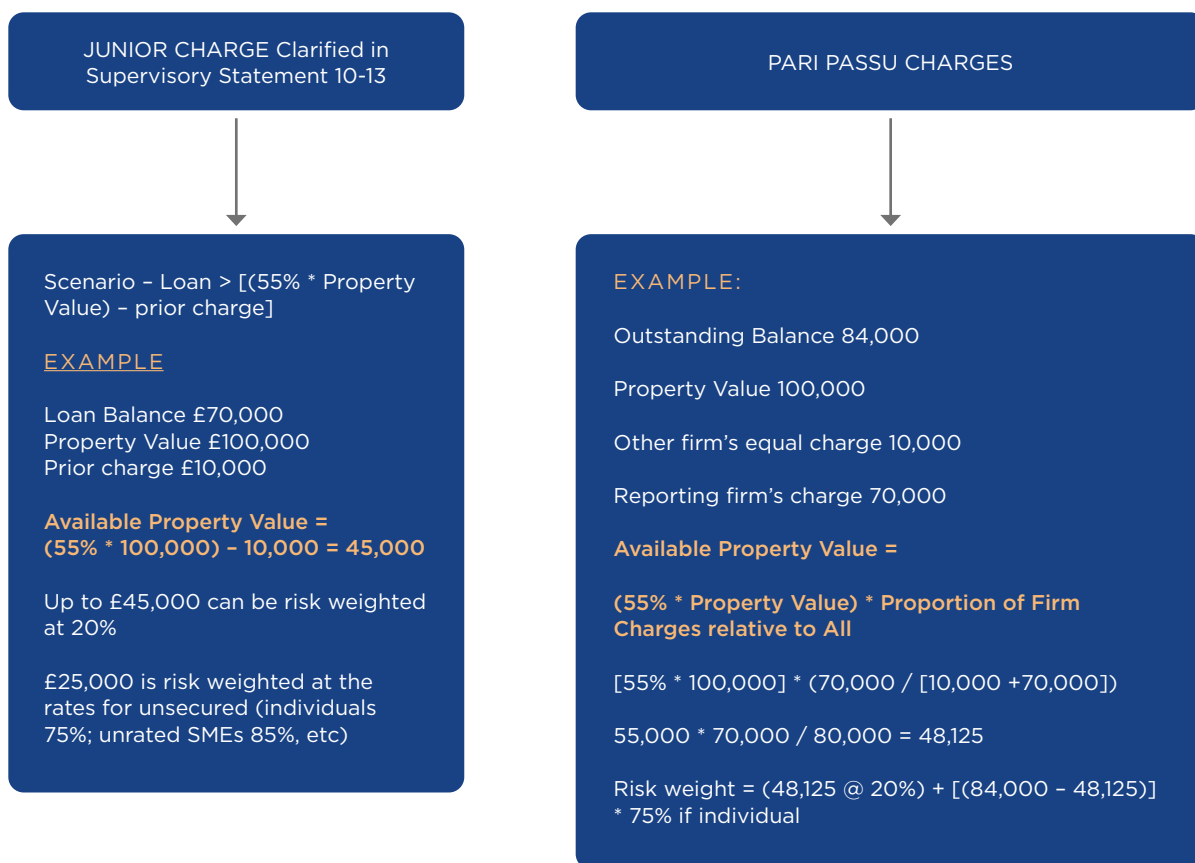 JUNIOR CHARGE Clarified in
Supervisory Statement 10-13
Scenario – Loan > [(55% * Property
Value) – prior charge]
EXAMPLE
Loan Balance £70,000
Property Value £100,000
Prior charge £10,000
Available Property Value =
(55% * 100,000) – 10,000 = 45,000
Up to £45,000 can be risk weighted
at 20%
£25,000 is risk weighted at the
rates for unsecured (individuals
75%; unrated SMEs 85%, etc)
PARI PASSU CHARGES
EXAMPLE:
Outstanding Balance 84,000
Property Value 100,000
Other firm’s equal charge 10,000
Reporting firm’s charge 70,000
Available Property Value =
(55% * Property Value) * Proportion of Firm
Charges relative to All
[55% * 100,000] * (70,000 / [10,000 +70,000])
55,000 * 70,000 / 80,000 = 48,125
Risk weight = (48,125 @ 20%) + [(84,000 – 48,125)]
* 75% if individual